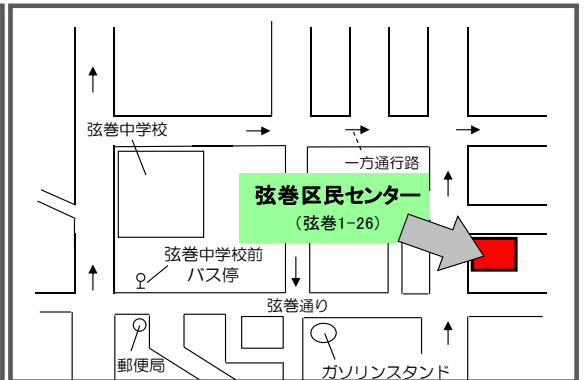 弦巻中学校
一方通行路
弦巻区民センター
(弦巻1-26)
弦巻中学校前
バス停
弦巻通り
郵便局
ガソリンスタンド